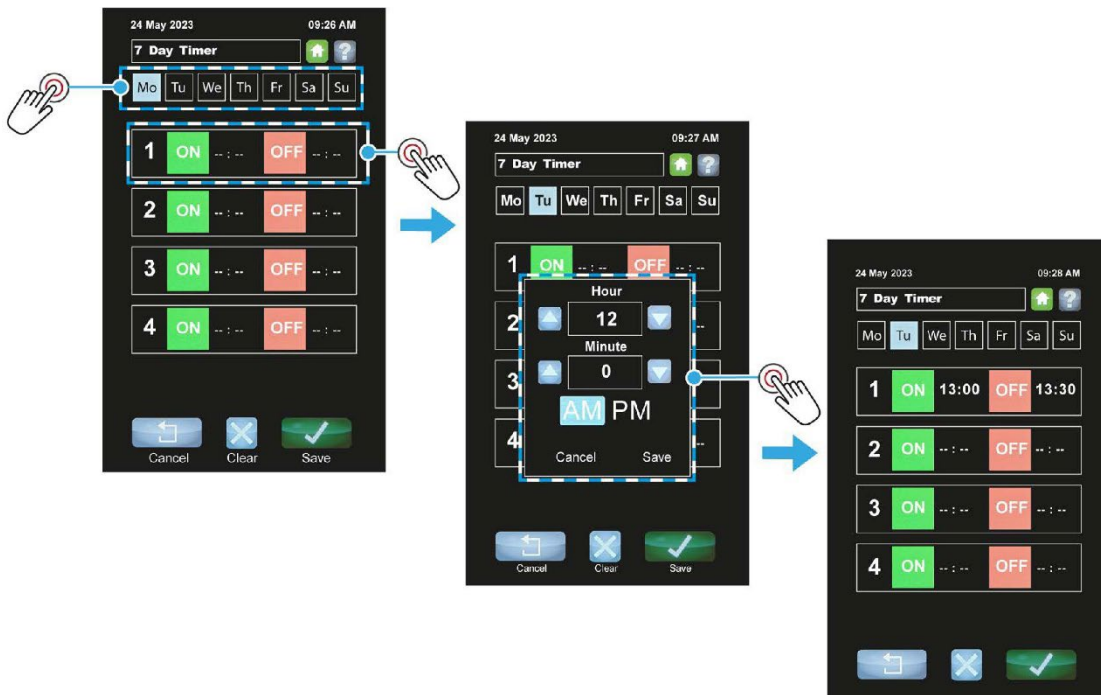 24 May 2023 09:26 AM
7 Day Timer ?
Mo Tu We Th Fr Sa Su
1 ON --:-- OFF --:--
2 ON --:-- OFF --:--
3 ON --:-- OFF --:--
4 ON --:-- OFF --:--
Cancel Clear Save
24 May 2023 09:27 AM
7 Day Timer ?
Mo Tu We Th Fr Sa Su
1 ON --:-- OFF --:--
Hour
2 12 --
Minute
3 0
AM PM
4 --
Cancel Save
Cancel Clear Save
24 May 2023 09:28 AM
7 Day Timer ?
Mo Tu We Th Fr Sa Su
1 ON 13:00 OFF 13:30
2 ON --:-- OFF --:--
3 ON --:-- OFF --:--
4 ON --:-- OFF --:--